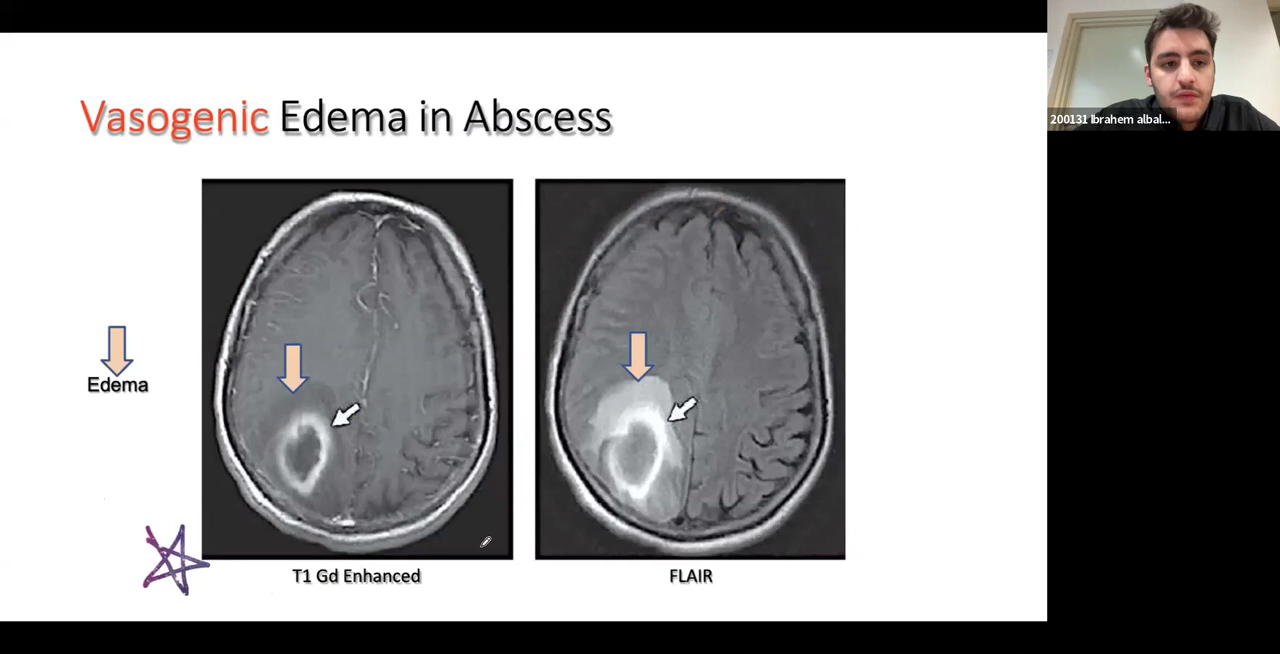 Vasogenic Edema in Abscess
200131 Ibrahem albal...
Edema
T1 Gd Enhanced
FLAIR